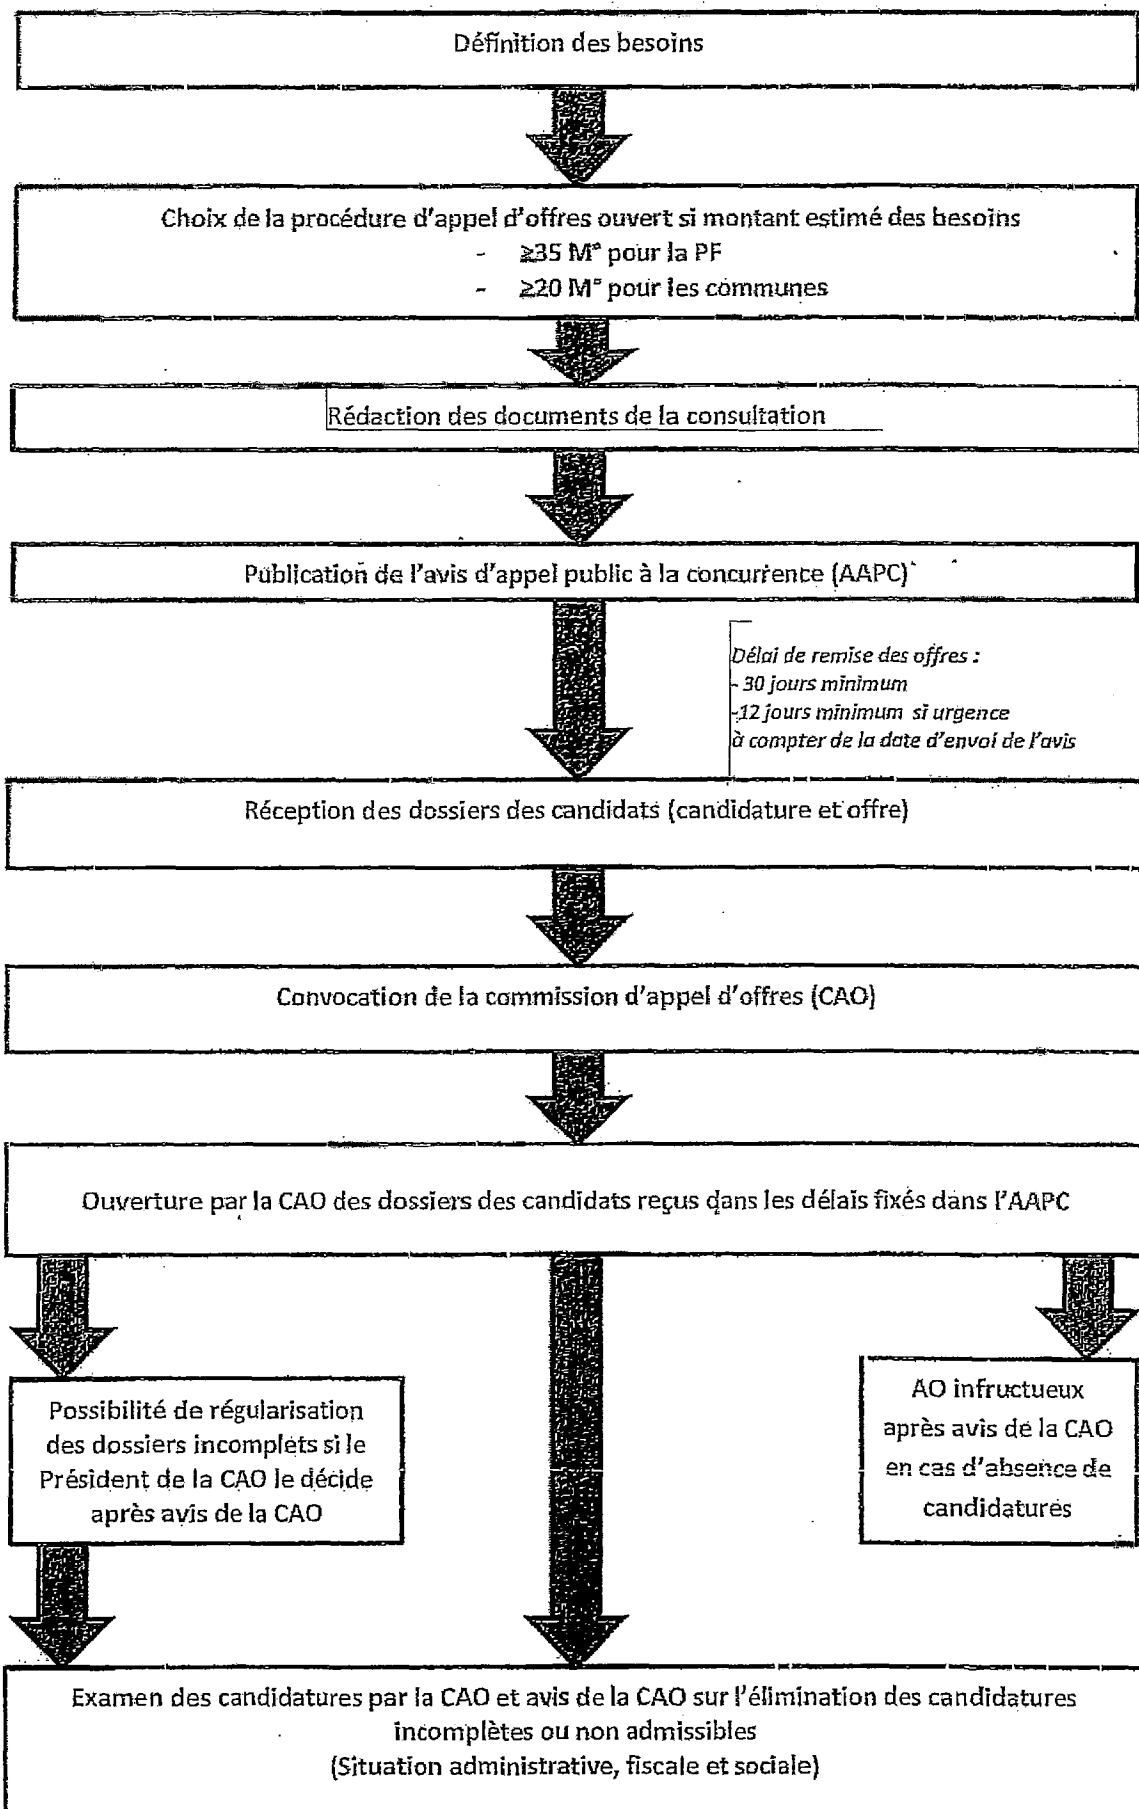 Définition des besoins
Choix de la procédure d'appel d'offres ouvert si montant estimé des besoins
- ≥35 M° pour la PF
- ≥20 M° pour les communes
Rédaction des documents de la consultation
Publication de l'avis d'appel public à la concurrence (AAPC)
Délai de remise des offres :
- 30 jours minimum
-12 jours minimum si urgence
à compter de la date d'envoi de l'avis
Réception des dossiers des candidats (candidature et offre)
Convocation de la commission d'appel d'offres (CAO)
Ouverture par la CAO des dossiers des candidats reçus dans les délais fixés dans l'AAPC
Possibilité de régularisation
des dossiers incomplets si le
Président de la CAO le décide
après avis de la CAO
AO infructueux
après avis de la CAO
en cas d'absence de
candidatures
Examen des candidatures par la CAO et avis de la CAO sur l'élimination des candidatures
incomplètes ou non admissibles
(Situation administrative, fiscale et sociale)